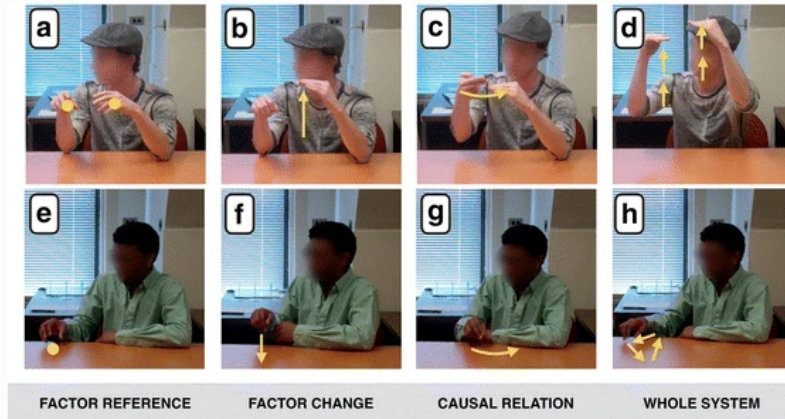 a b c d
e f g h
FACTOR REFERENCE FACTOR CHANGE CAUSAL RELATION WHOLE SYSTEM